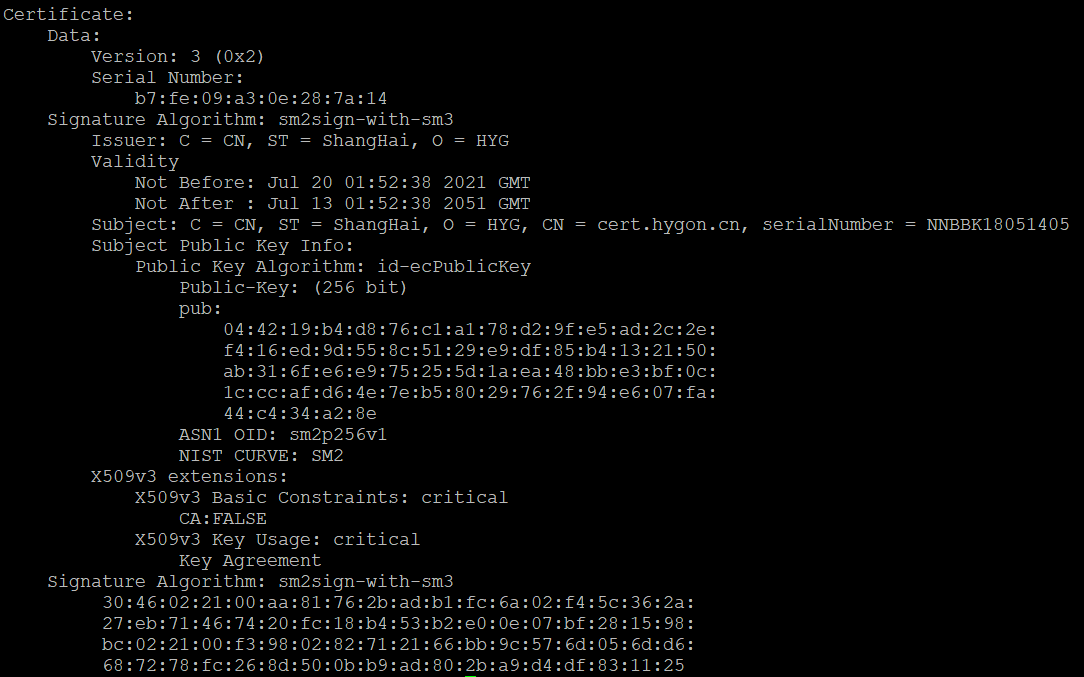 Certificate:
Data:
Version: 3 (0x2)
Serial Number:
b7:fe:09:a3:0e:28:7a:14
Signature Algorithm: sm2sign-with-sm3
Issuer: C = CN, ST = ShangHai, O = HYG
Validity
Not Before: Jul 20 01:52:38 2021 GMT
Not After : Jul 13 01:52:38 2051 GMT
Subject: C = CN, ST = ShangHai, O = HYG, CN = cert.hygon.cn, serialNumber = NNBBK18051405
Subject Public Key Info:
Public Key Algorithm: id-ecPublicKey
Public-Key: (256 bit)
pub:
04:42:19:b4:d8:76:c1:a1:78:d2:9f:e5:ad:2c:2e:
f4:16:ed:9d:55:8c:51:29:e9:df:85:b4:13:21:50:
ab:31:6f:e6:e9:75:25:5d:1a:ea:48:bb:e3:bf:0c:
1c:cc:af:d6:4e:7e:b5:80:29:76:2f:94:e6:07:fa:
44:c4:34:a2:8e
ASN1 OID: sm2p256v1
NIST CURVE: SM2
X509v3 extensions:
X509v3 Basic Constraints: critical
CA:FALSE
X509v3 Key Usage: critical
Key Agreement
Signature Algorithm: sm2sign-with-sm3
30:46:02:21:00:aa:81:76:2b:ad:b1:fc:6a:02:f4:5c:36:2a:
27:eb:71:46:74:20:fc:18:b4:53:b2:e0:0e:07:bf:28:15:98:
bc:02:21:00:f3:98:02:82:71:21:66:bb:9c:57:6d:05:6d:d6:
68:72:78:fc:26:8d:50:0b:b9:ad:80:2b:a9:d4:df:83:11:25